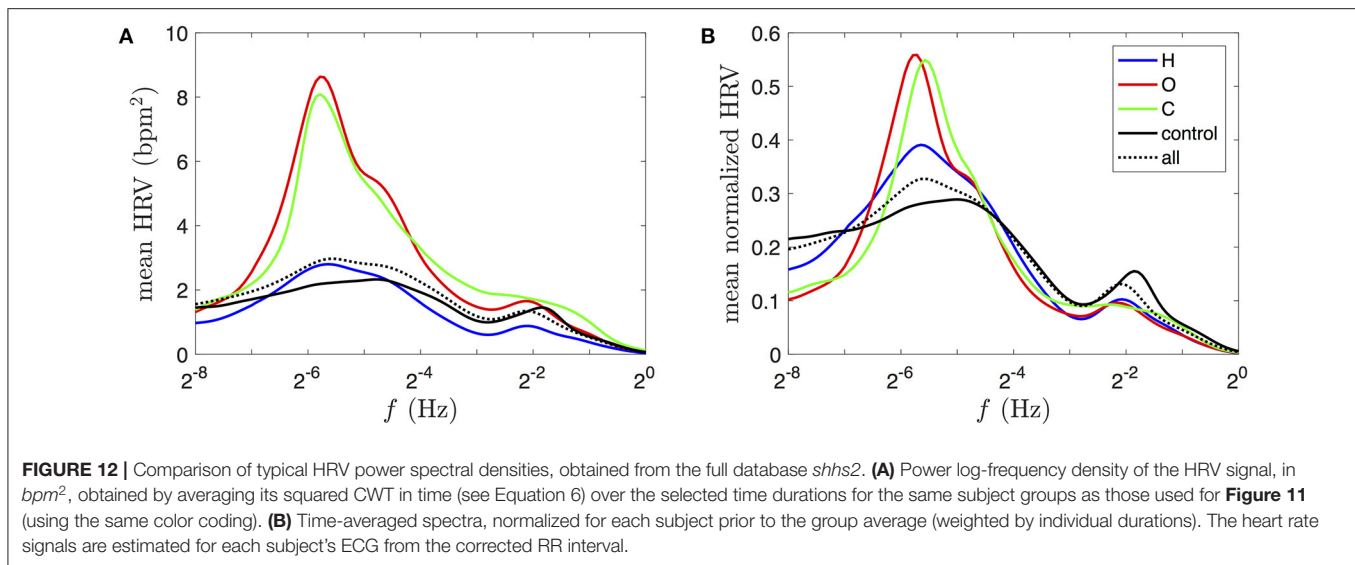 A
B
mean HRV (bpm²)
10
8
6
4
2
0
2⁻⁸
2⁻⁶
2⁻⁴
2⁻²
2⁰
f (Hz)
mean normalized HRV
0.6
0.5
0.4
0.3
0.2
0.1
0
2⁻⁸
2⁻⁶
2⁻⁴
2⁻²
2⁰
f (Hz)
H
O
C
control
all
FIGURE 12 | Comparison of typical HRV power spectral densities, obtained from the full database shhs2. (A) Power log-frequency density of the HRV signal, in
bpm², obtained by averaging its squared CWT in time (see Equation 6) over the selected time durations for the same subject groups as those used for Figure 11
(using the same color coding). (B) Time-averaged spectra, normalized for each subject prior to the group average (weighted by individual durations). The heart rate
signals are estimated for each subject's ECG from the corrected RR interval.